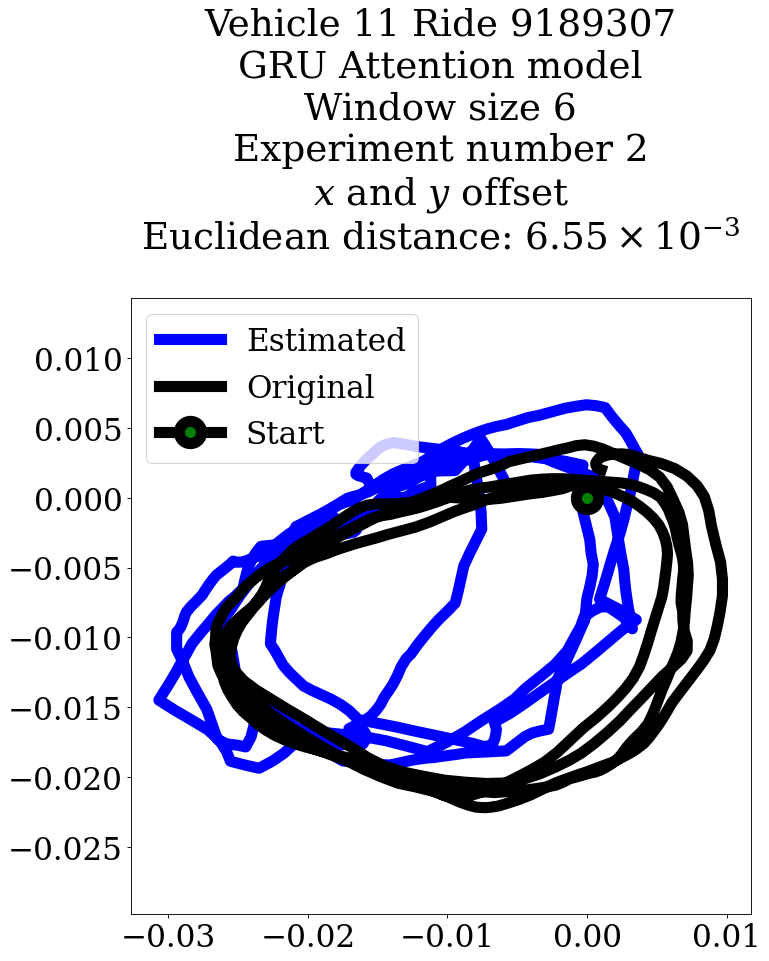 Vehicle 11 Ride 9189307
GRU Attention model
Window size 6
Experiment number 2
x and y offset
Euclidean distance: 6.55 × 10⁻³
Estimated
Original
Start
0.010
0.005
0.000
−0.005
−0.010
−0.015
−0.020
−0.025
−0.03 −0.02 −0.01 0.00 0.01